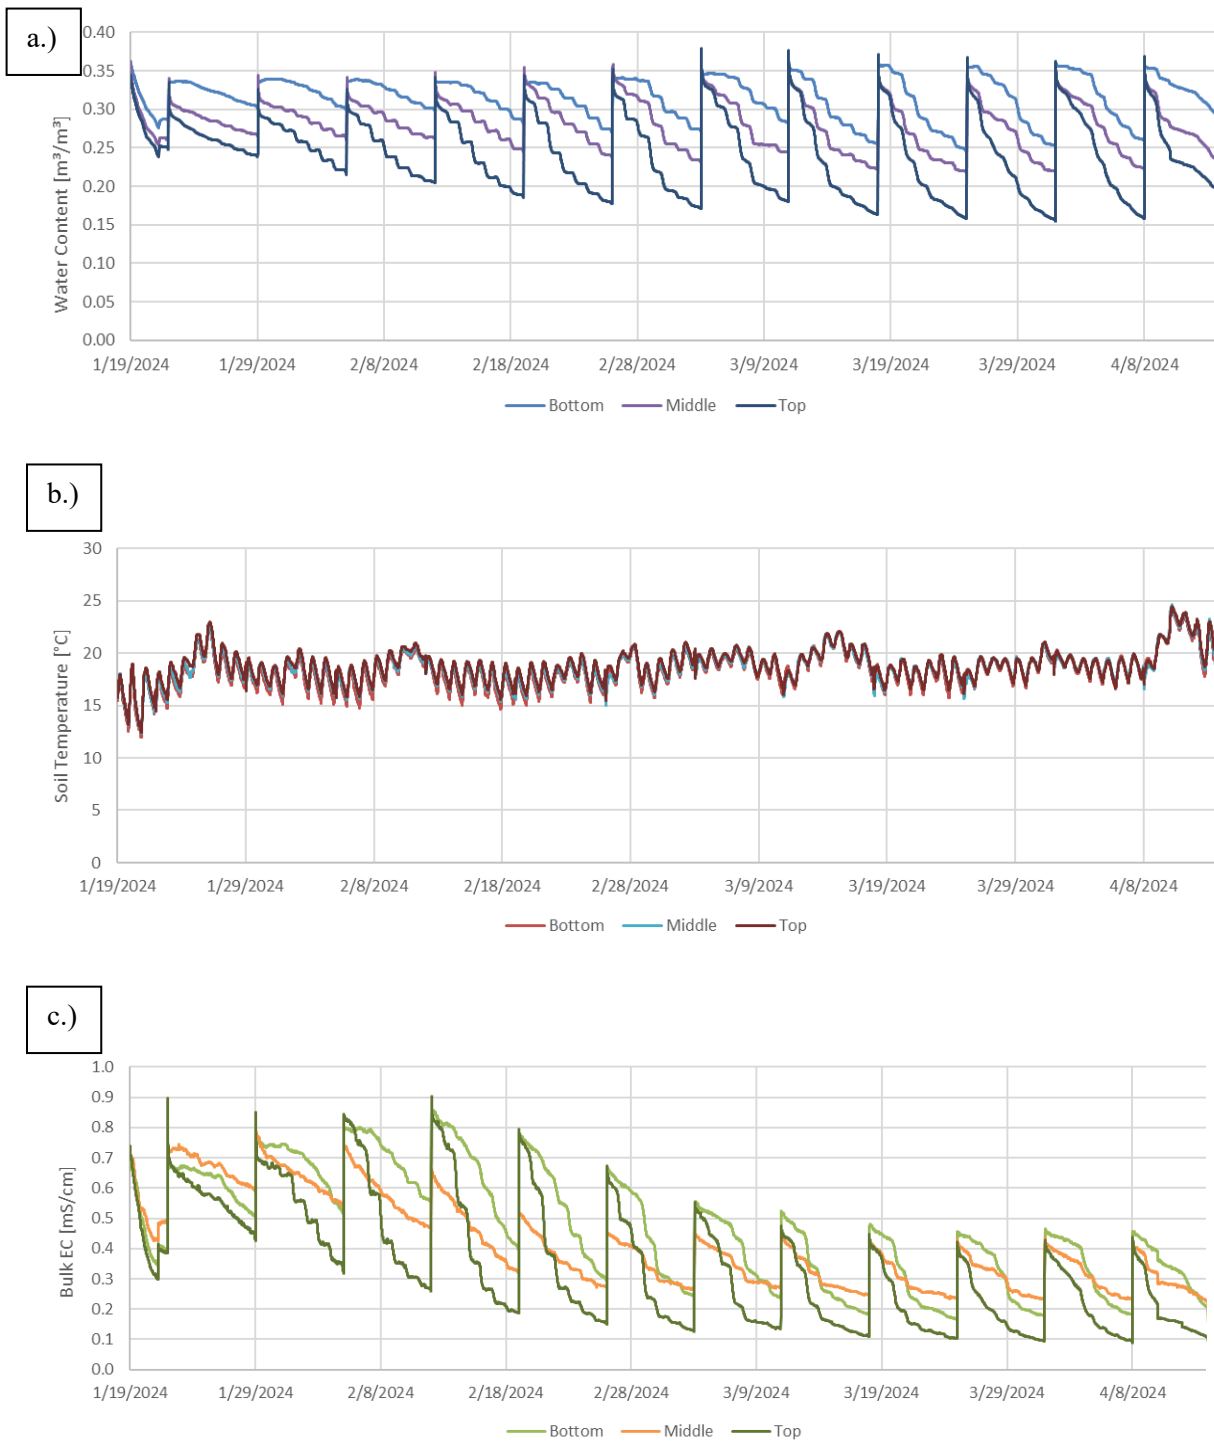 a.)
Water Content [m³/m³]
0.40
0.35
0.30
0.25
0.20
0.15
0.10
0.05
0.00
1/19/2024 1/29/2024 2/8/2024 2/18/2024 2/28/2024 3/9/2024 3/19/2024 3/29/2024 4/8/2024
Bottom Middle Top
b.)
Soil Temperature [°C]
30
25
20
15
10
5
0
1/19/2024 1/29/2024 2/8/2024 2/18/2024 2/28/2024 3/9/2024 3/19/2024 3/29/2024 4/8/2024
Bottom Middle Top
c.)
Bulk EC [mS/cm]
1.0
0.9
0.8
0.7
0.6
0.5
0.4
0.3
0.2
0.1
0.0
1/19/2024 1/29/2024 2/8/2024 2/18/2024 2/28/2024 3/9/2024 3/19/2024 3/29/2024 4/8/2024
Bottom Middle Top